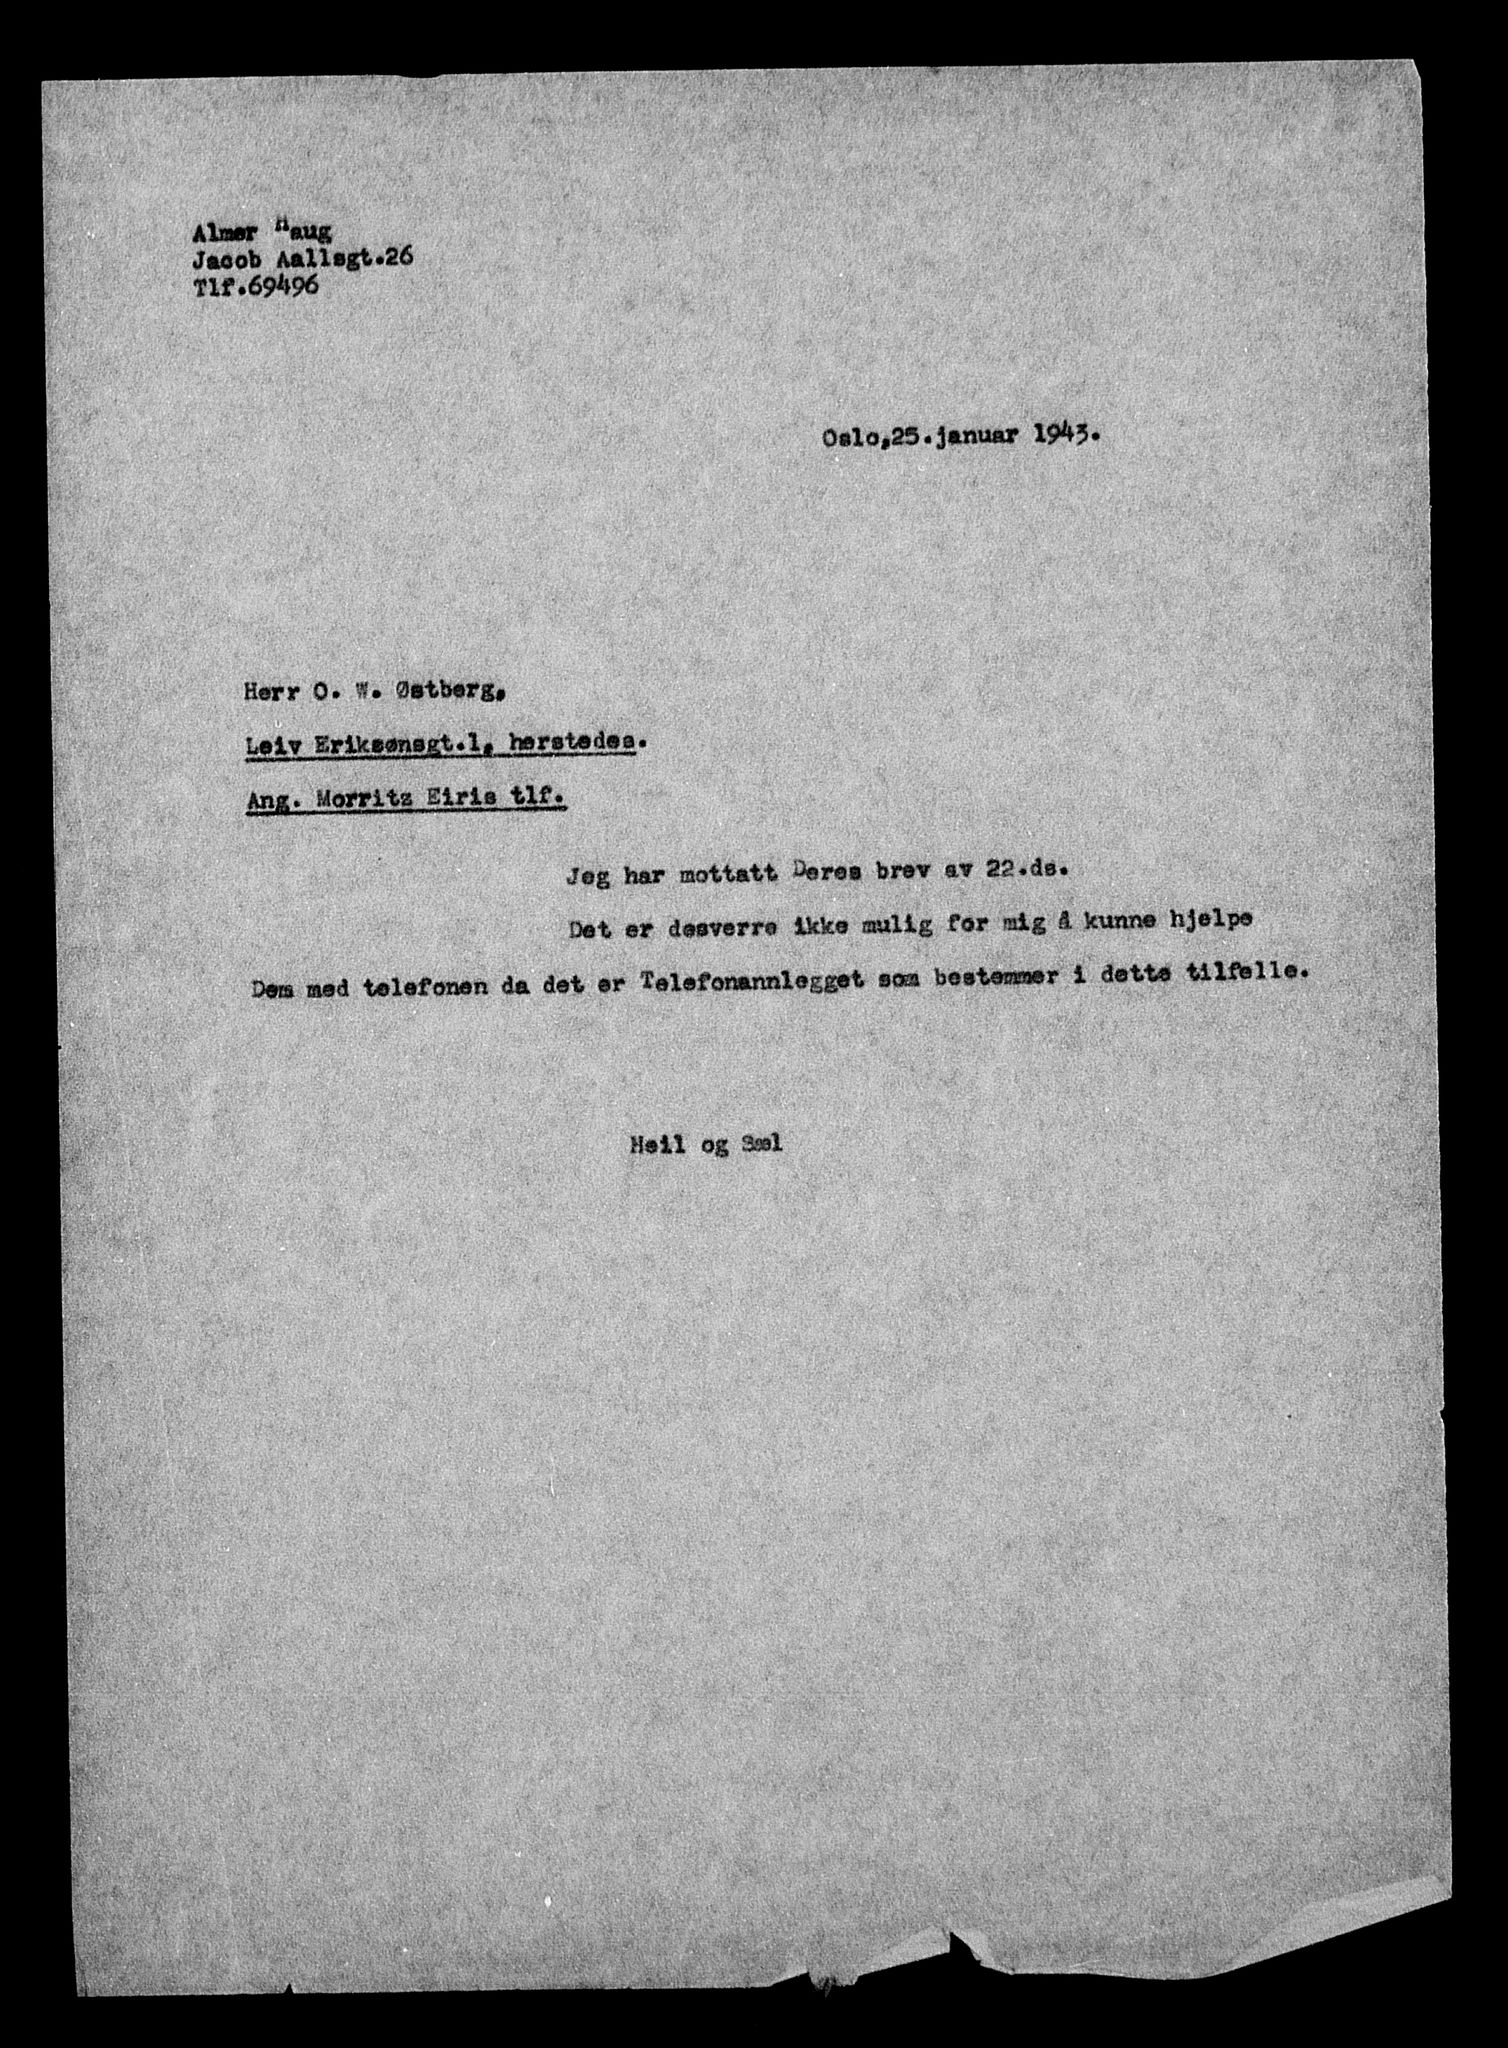 Almer Haug
Jacob Aallsgt.26
Tlf.69496
Oslo,25.januar 1943.
Herr O. W. Østberg,
Leiv Eriksønsgt.1, herstedes.
Ang. Morritz Eiris tlf.
Jeg har mottatt Deres brev av 22.ds.
Det er desverre ikke mulig for mig å kunne hjelpe
Dem med telefonen da det er Telefonannlegget som bestemmer i dette tilfelle.
Heil og Sæl